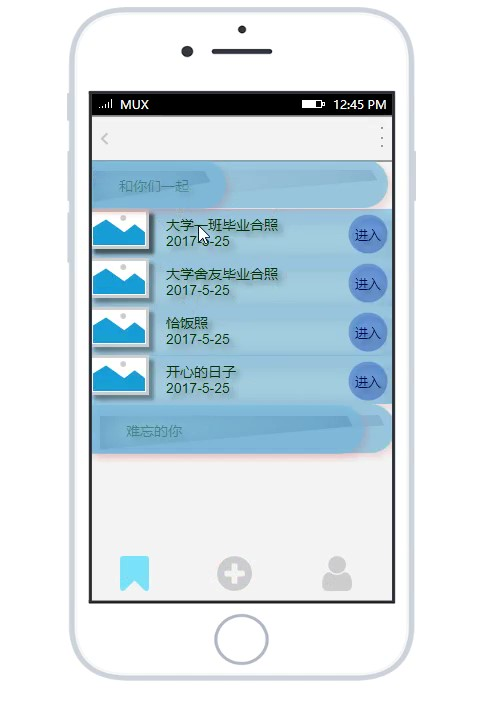 MUX 12:45 PM
和你们一起
大学一班毕业合照
2017-5-25
进入
大学舍友毕业合照
2017-5-25
进入
恰饭照
2017-5-25
进入
开心的日子
2017-5-25
进入
难忘的你